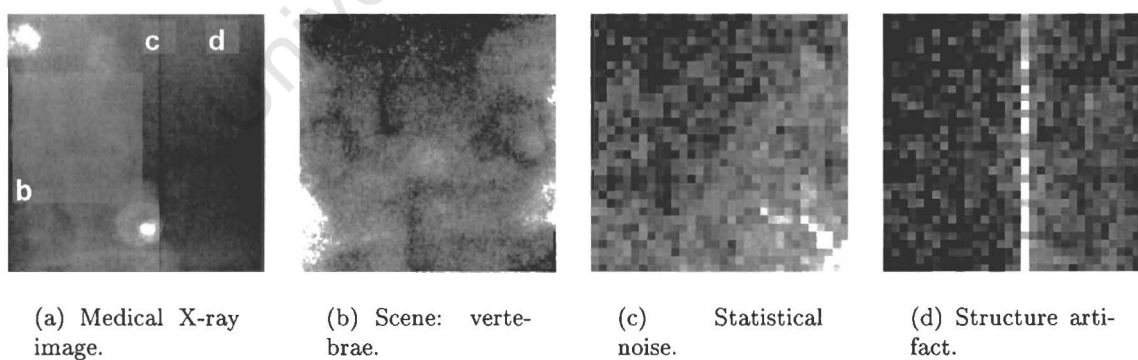 c d
b
(a) Medical X-ray
image.
(b) Scene: verte-
brae.
(c) Statistical
noise.
(d) Structure arti-
fact.